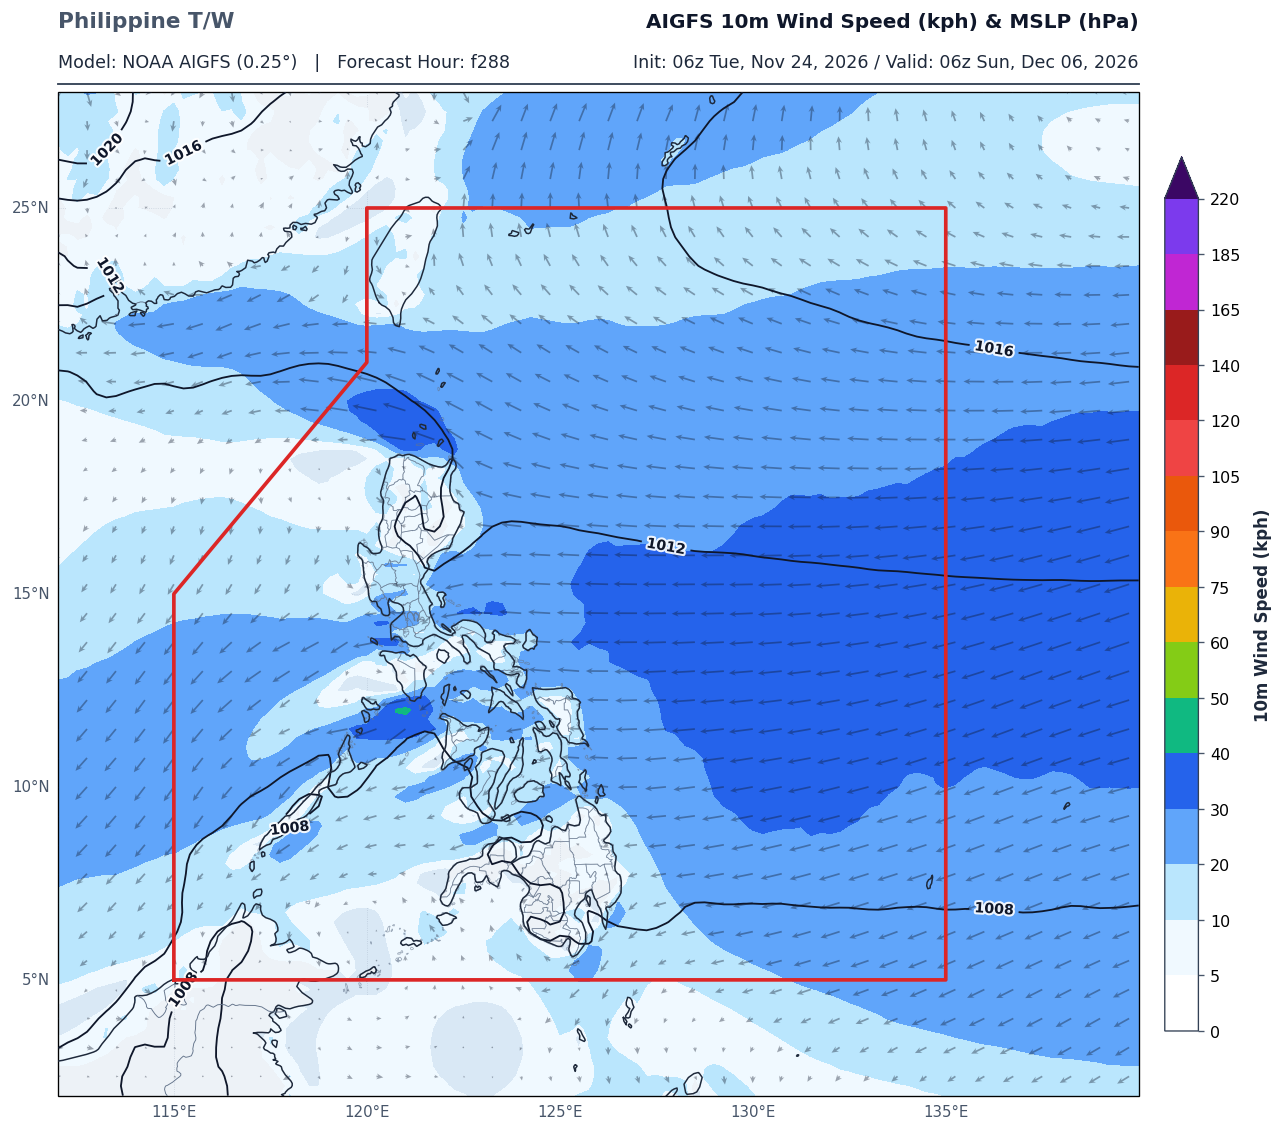 Philippine T/W
AIGFS 10m Wind Speed (kph) & MSLP (hPa)
Model: NOAA AIGFS (0.25°) | Forecast Hour: f288
Init: 06z Tue, Nov 24, 2026 / Valid: 06z Sun, Dec 06, 2026
1020
1016
1012
1016
1012
1008
1008
1008
25°N
20°N
15°N
10°N
5°N
115°E
120°E
125°E
130°E
135°E
220
185
165
140
120
105
90
75
60
50
40
30
20
10
5
0
10m Wind Speed (kph)